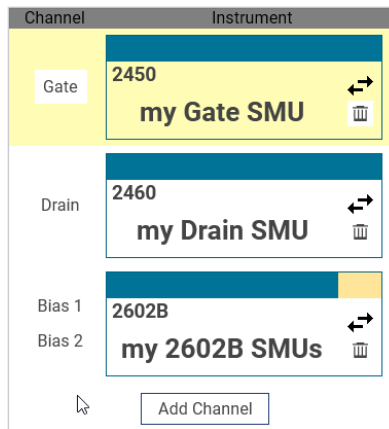 Channel Instrument
Gate
2450
my Gate SMU
Drain
2460
my Drain SMU
Bias 1
Bias 2
2602B
my 2602B SMUs
Add Channel